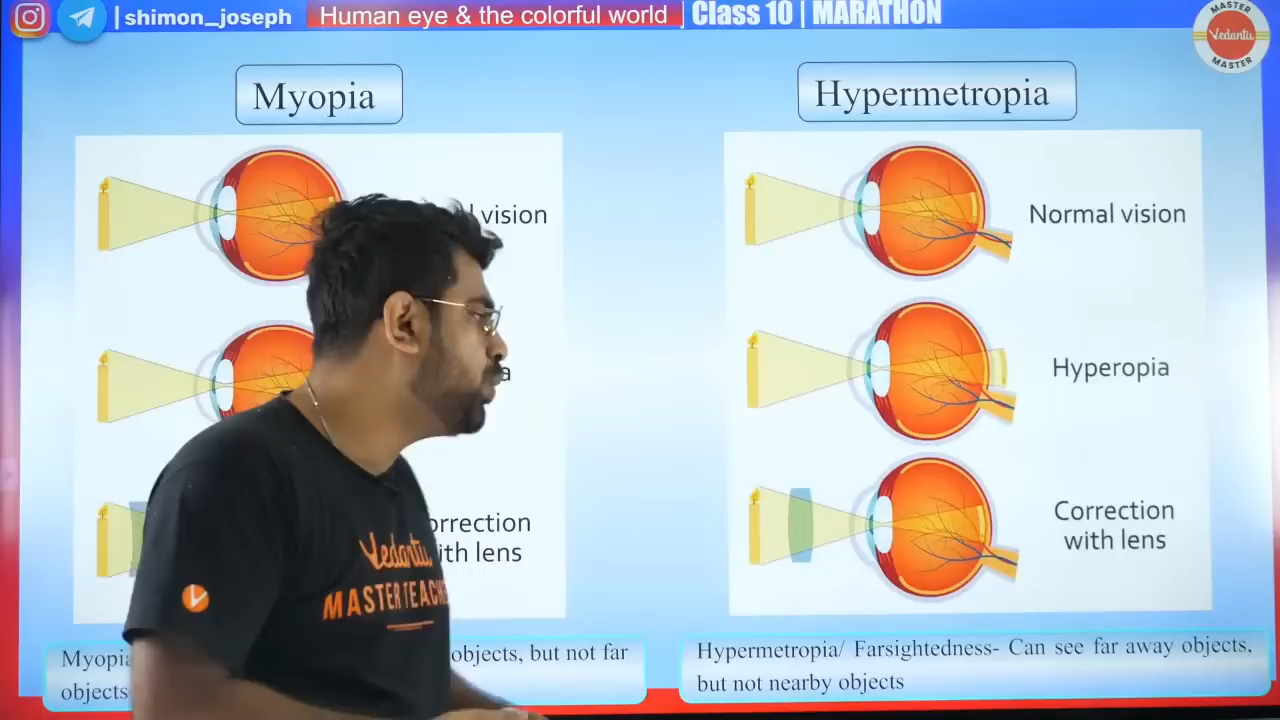 | shimon_joseph Human eye & the colorful world | Class 10 | MARATHON
MASTER
Vedantu
MASTER
Myopia
Hypermetropia
vision
Normal vision
Hyperopia
Correction
with lens
with lens
Correction
Vedantu
MASTER TEACHE
Myopia objects, but not far
objects
Hypermetropia/ Farsightedness- Can see far away objects,
but not nearby objects